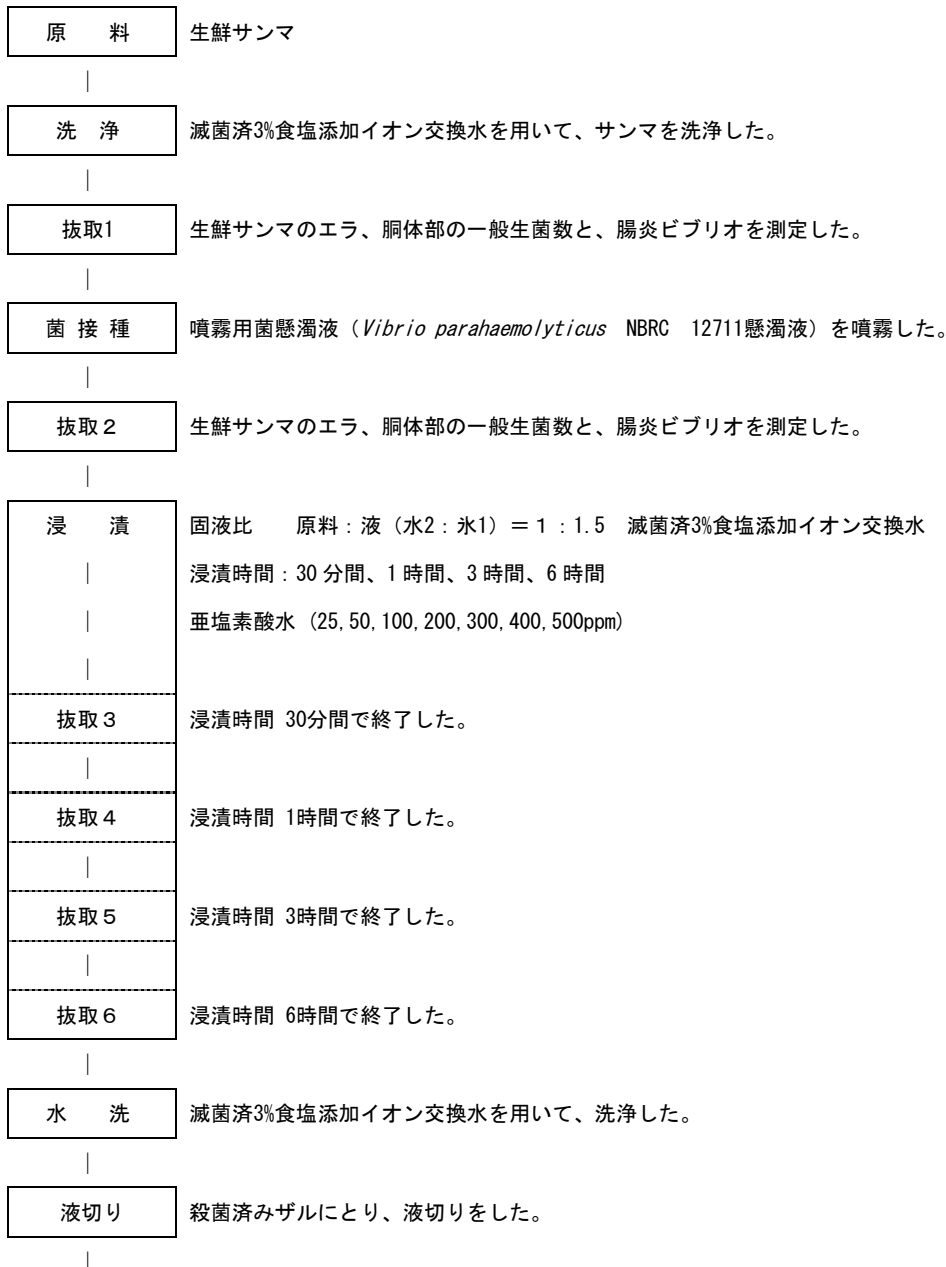 原　料　生鮮サンマ
洗　浄　滅菌済3%食塩添加イオン交換水を用いて、サンマを洗浄した。
抜取1　生鮮サンマのエラ、胴体部の一般生菌数と、腸炎ビブリオを測定した。
菌 接 種　噴霧用菌懸濁液（Vibrio parahaemolyticus　NBRC　12711懸濁液）を噴霧した。
抜取２　生鮮サンマのエラ、胴体部の一般生菌数と、腸炎ビブリオを測定した。
浸　漬　固液比　　原料：液（水2：氷1）＝１：1.5　滅菌済3%食塩添加イオン交換水
浸漬時間：30 分間、1 時間、3 時間、6 時間
亜塩素酸水 (25,50,100,200,300,400,500ppm)
抜取３　浸漬時間 30分間で終了した。
抜取４　浸漬時間 1時間で終了した。
抜取５　浸漬時間 3時間で終了した。
抜取６　浸漬時間 6時間で終了した。
水　洗　滅菌済3%食塩添加イオン交換水を用いて、洗浄した。
液切り　殺菌済みザルにとり、液切りをした。